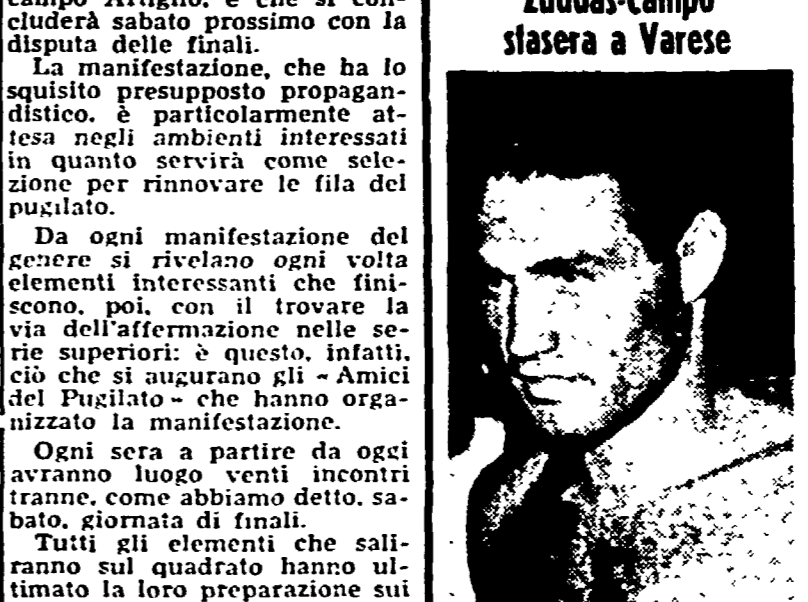 campo Artiglio, e che si con-
cluderà sabato prossimo con la
disputa delle finali.
La manifestazione, che ha lo
squisito presupposto propagan-
distico, è particolarmente at-
tesa negli ambienti interessati
in quanto servirà come sele-
zione per rinnovare le fila del
pugilato.
Da ogni manifestazione del
genere si rivelano ogni volta
elementi interessanti che fini-
scono, poi, con il trovare la
via dell'affermazione nelle se-
rie superiori: è questo, infatti,
ciò che si augurano gli « Amici
del Pugilato » che hanno orga-
nizzato la manifestazione.
Ogni sera a partire da oggi
avranno luogo venti incontri
tranne, come abbiamo detto, sa-
bato, giornata di finali.
Tutti gli elementi che sali-
ranno sul quadrato hanno ul-
timato la loro preparazione sui
Zuddas-Campo
stasera a Varese